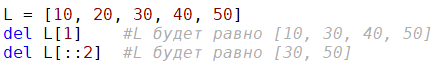 L = [10, 20, 30, 40, 50]
del L[1]    #L будет равно [10, 30, 40, 50]
del L[::2]  #L будет равно [30, 50]